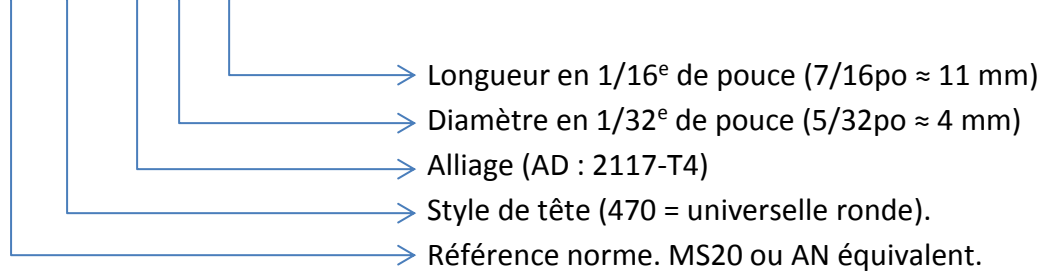 Longueur en 1/16e de pouce (7/16po ≈ 11 mm)
Diamètre en 1/32e de pouce (5/32po ≈ 4 mm)
Alliage (AD : 2117-T4)
Style de tête (470 = universelle ronde).
Référence norme. MS20 ou AN équivalent.